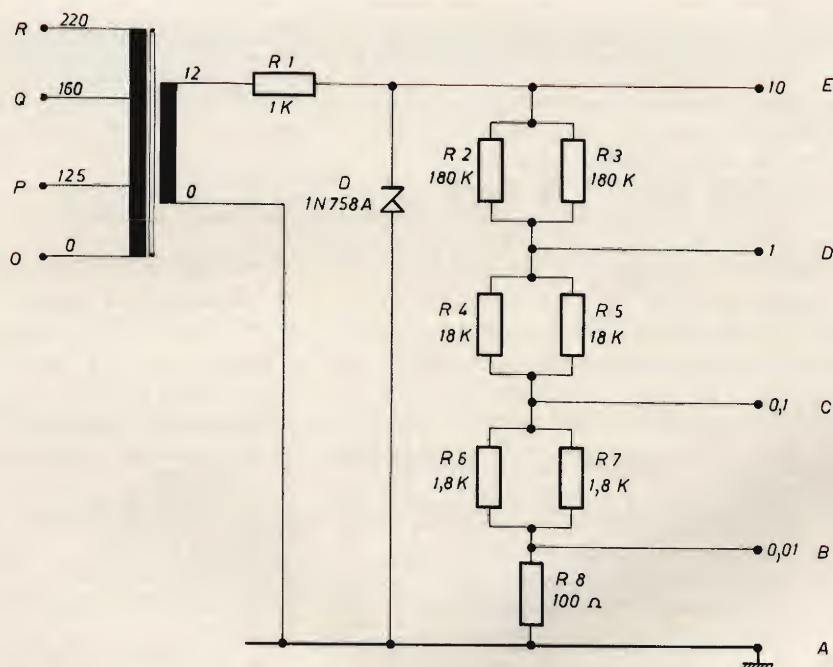 R 220
12
R 1
1 K
10 E
Q 160
R 2
180 K
R 3
180 K
P 125
D
1N758A
0
O 0
1 D
R 4
18 K
R 5
18 K
0,1 C
R 6
1,8 K
R 7
1,8 K
0,01 B
R 8
100 Ω
A